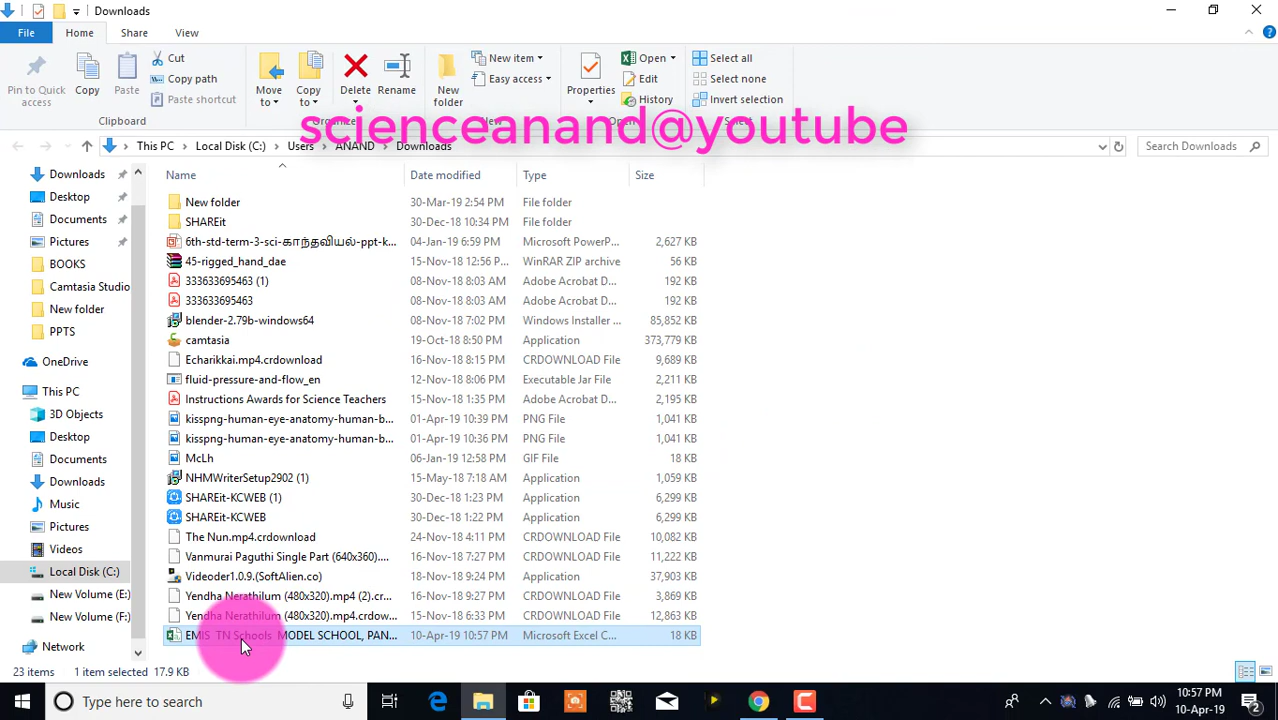 Downloads
File Home Share View
Pin to Quick access
Copy
Paste
Cut
Copy path
Paste shortcut
Move to
Copy to
Delete
Rename
New folder
New item
Easy access
Properties
Open
Edit
History
Select all
Select none
Invert selection
Clipboard
Organize
New
Open
scienceanand@youtube
This PC Local Disk (C:) Users ANAND Downloads
Search Downloads
Downloads
Desktop
Documents
Pictures
BOOKS
Camtasia Studio
New folder
PPTS
OneDrive
This PC
3D Objects
Desktop
Documents
Downloads
Music
Pictures
Videos
Local Disk (C:)
New Volume (E:)
New Volume (F:)
Network
Name Date modified Type Size
New folder 30-Mar-19 2:54 PM File folder
SHAREit 30-Dec-18 10:34 PM File folder
6th-std-term-3-sci-காந்தவியல்-ppt-k... 04-Jan-19 6:59 PM Microsoft PowerP... 2,627 KB
45-rigged_hand_dae 15-Nov-18 12:56 P... WinRAR ZIP archive 56 KB
333633695463 (1) 08-Nov-18 8:03 AM Adobe Acrobat D... 192 KB
333633695463 08-Nov-18 8:03 AM Adobe Acrobat D... 192 KB
blender-2.79b-windows64 08-Nov-18 7:02 PM Windows Installer ... 85,852 KB
camtasia 19-Oct-18 8:50 PM Application 373,779 KB
Echarikkai.mp4.crdownload 16-Nov-18 8:15 PM CRDOWNLOAD File 9,689 KB
fluid-pressure-and-flow_en 12-Nov-18 8:06 PM Executable Jar File 2,211 KB
Instructions Awards for Science Teachers 15-Nov-18 1:35 PM Adobe Acrobat D... 2,195 KB
kisspng-human-eye-anatomy-human-b... 01-Apr-19 10:39 PM PNG File 1,041 KB
kisspng-human-eye-anatomy-human-b... 01-Apr-19 10:36 PM PNG File 1,041 KB
McLh 06-Jan-19 12:58 PM GIF File 18 KB
NHMWriterSetup2902 (1) 15-May-18 7:18 AM Application 1,059 KB
SHAREit-KCWEB (1) 30-Dec-18 1:23 PM Application 6,299 KB
SHAREit-KCWEB 30-Dec-18 1:22 PM Application 6,299 KB
The Nun.mp4.crdownload 24-Nov-18 4:11 PM CRDOWNLOAD File 10,082 KB
Vanmurai Paguthi Single Part (640x360).... 16-Nov-18 7:27 PM CRDOWNLOAD File 11,222 KB
Videoder1.0.9.(SoftAlien.co) 18-Nov-18 9:24 PM Application 37,903 KB
Yendha Nerathilum (480x320).mp4 (2).cr... 16-Nov-18 9:27 PM CRDOWNLOAD File 3,869 KB
Yendha Nerathilum (480x320).mp4.crdow... 15-Nov-18 6:33 PM CRDOWNLOAD File 12,863 KB
EMIS TN Schools MODEL SCHOOL, PAN... 10-Apr-19 10:57 PM Microsoft Excel C... 18 KB
23 items 1 item selected 17.9 KB
Type here to search
10:57 PM
10-Apr-19
2